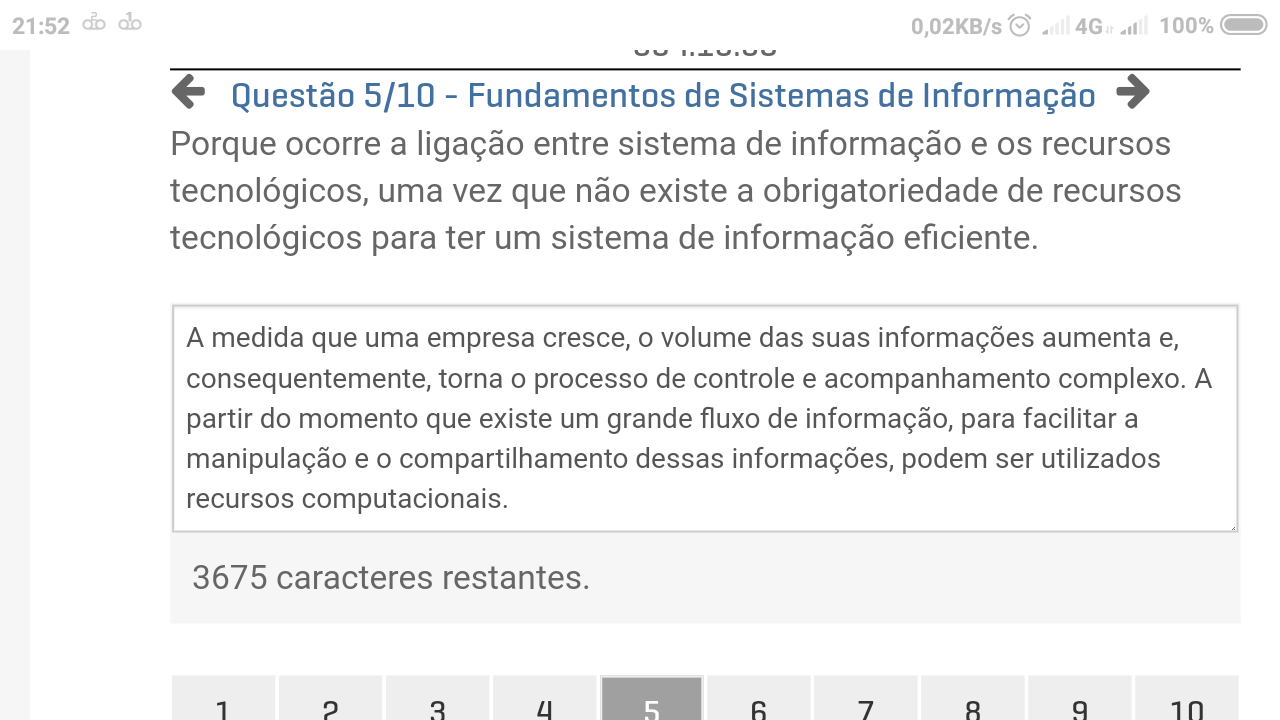 21:52
0,02KB/s 4G 100%
Questão 5/10 - Fundamentos de Sistemas de Informação
Porque ocorre a ligação entre sistema de informação e os recursos
tecnológicos, uma vez que não existe a obrigatoriedade de recursos
tecnológicos para ter um sistema de informação eficiente.
A medida que uma empresa cresce, o volume das suas informações aumenta e,
consequentemente, torna o processo de controle e acompanhamento complexo. A
partir do momento que existe um grande fluxo de informação, para facilitar a
manipulação e o compartilhamento dessas informações, podem ser utilizados
recursos computacionais.
3675 caracteres restantes.
1 2 3 4 5 6 7 8 9 10